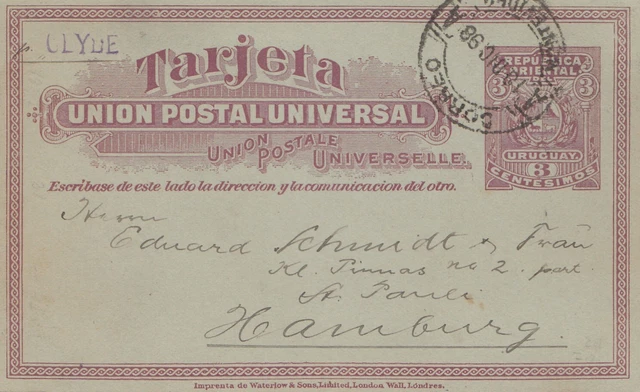 CLYDE
Tarjeta
UNION POSTAL UNIVERSAL
UNION POSTALE UNIVERSELLE.
Escribase de este lado la direccion y la comunicacion del otro.
CORREO
98
REPUBLICA
ORIENTAL
3 3
URUGUAY
3
CENTESIMOS
Herrn
Eduard Schmidt & Frau
Kl. Pinnas no 2. part.
St. Pauli
Hamburg.
Imprenta de Waterlow & Sons, Limited, London Wall, Londres.